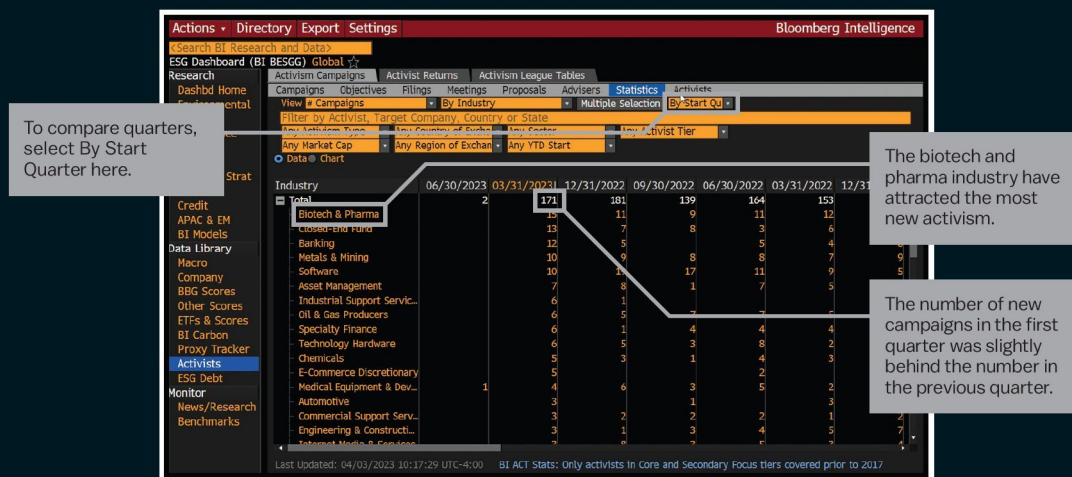 Actions Directory Export Settings Bloomberg Intelligence
<Search BI Research and Data>
ESG Dashboard (BI BESGG) Global
Research
Dashbd Home
Strat
Credit
APAC & EM
BI Models
Data Library
Macro
Company
BBG Scores
Other Scores
ETFs & Scores
BI Carbon
Proxy Tracker
Activists
ESG Debt
Monitor
News/Research
Benchmarks
Activism Campaigns Activist Returns Activism League Tables
Campaigns Objectives Filings Meetings Proposals Advisers Statistics Activists
View # Campaigns By Industry Multiple Selection By Start Qu
Filter by Activist, Target Company, Country or State
Any Activism Type Any Country of Excha Any Sector Any Activist Tier
Any Market Cap Any Region of Exchan Any YTD Start
Data Chart
Industry 06/30/2023 03/31/2023 12/31/2022 09/30/2022 06/30/2022 03/31/2022
Total 2 171 181 139 164 153
Biotech & Pharma 15 11 9 11 12
Closed-End Fund 13 7 8 3 6
Banking 12 5 5 4
Metals & Mining 10 9 8 8 7 9
Software 10 17 11 9 5
Asset Management 7 8 1 7 5
Industrial Support Servic... 6 1
Oil & Gas Producers 6 5
Specialty Finance 6 1 4 4 4
Technology Hardware 6 5 3 8 2
Chemicals 5 3 1 4 3
E-Commerce Discretionary 5 2
Medical Equipment & Dev... 1 4 6 3 5 2
Automotive 3 1 3
Commercial Support Serv... 3 2 2 2 1 2
Engineering & Constructi... 3 1 3 4 5 7
Internet Media & Services
Last Updated: 04/03/2023 10:17:29 UTC-4:00 BI ACT Stats: Only activists in Core and Secondary Focus tiers covered prior to 2017
To compare quarters,
select By Start
Quarter here.
The biotech and
pharma industry have
attracted the most
new activism.
The number of new
campaigns in the first
quarter was slightly
behind the number in
the previous quarter.